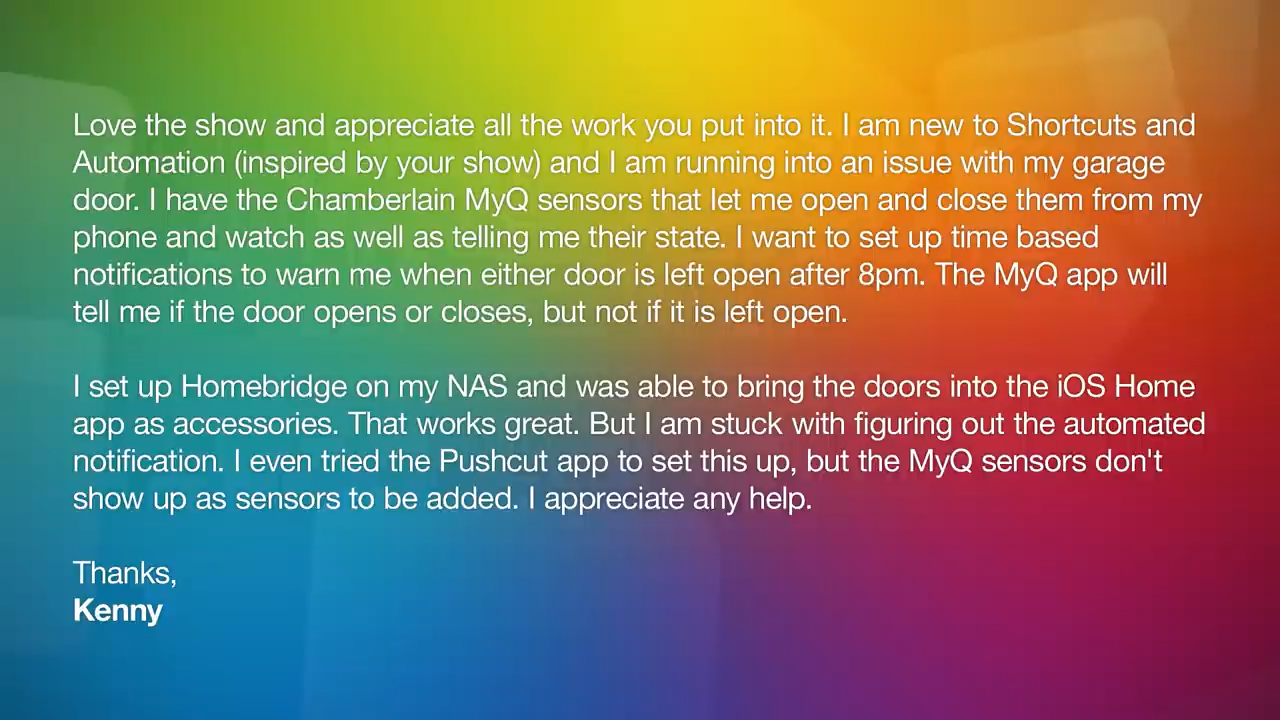 Love the show and appreciate all the work you put into it. I am new to Shortcuts and
Automation (inspired by your show) and I am running into an issue with my garage
door. I have the Chamberlain MyQ sensors that let me open and close them from my
phone and watch as well as telling me their state. I want to set up time based
notifications to warn me when either door is left open after 8pm. The MyQ app will
tell me if the door opens or closes, but not if it is left open.
I set up Homebridge on my NAS and was able to bring the doors into the iOS Home
app as accessories. That works great. But I am stuck with figuring out the automated
notification. I even tried the Pushcut app to set this up, but the MyQ sensors don't
show up as sensors to be added. I appreciate any help.
Thanks,
Kenny